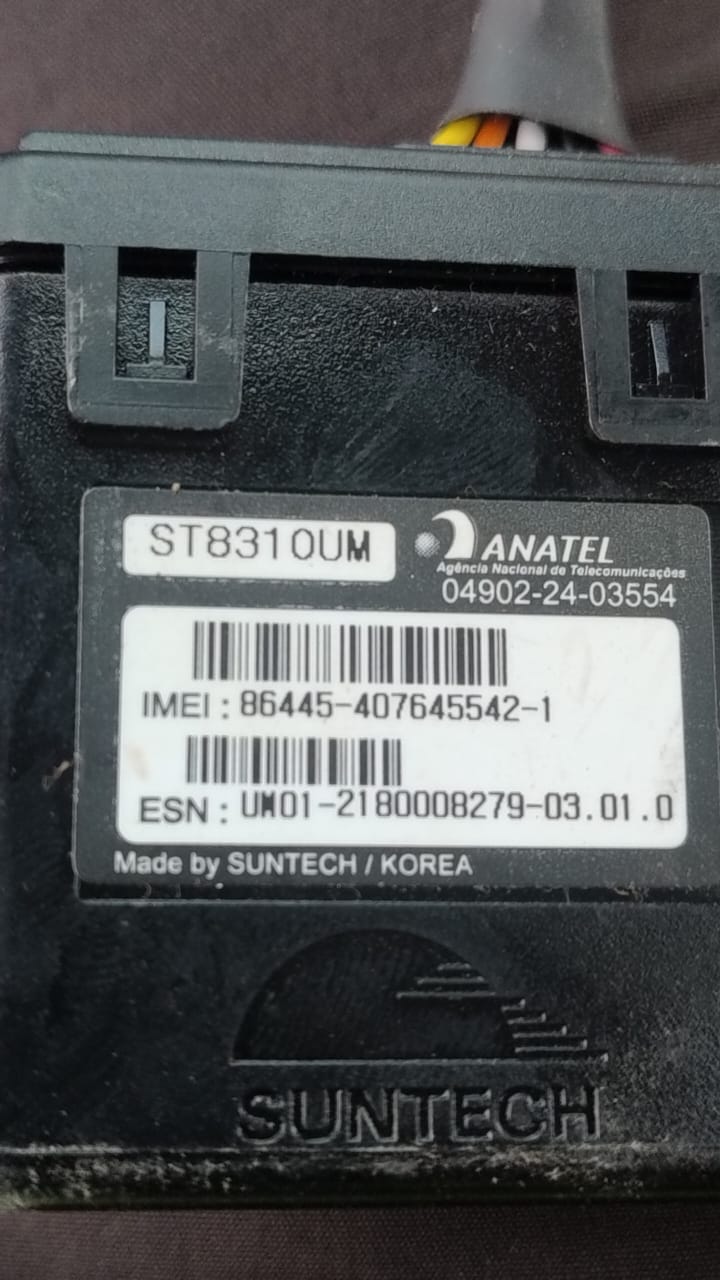 ST8310UM
ANATEL
Agência Nacional de Telecomunicações
04902-24-03554
IMEI : 86445-407645542-1
ESN : UM01-2180008279-03.01.0
Made by SUNTECH / KOREA
SUNTECH